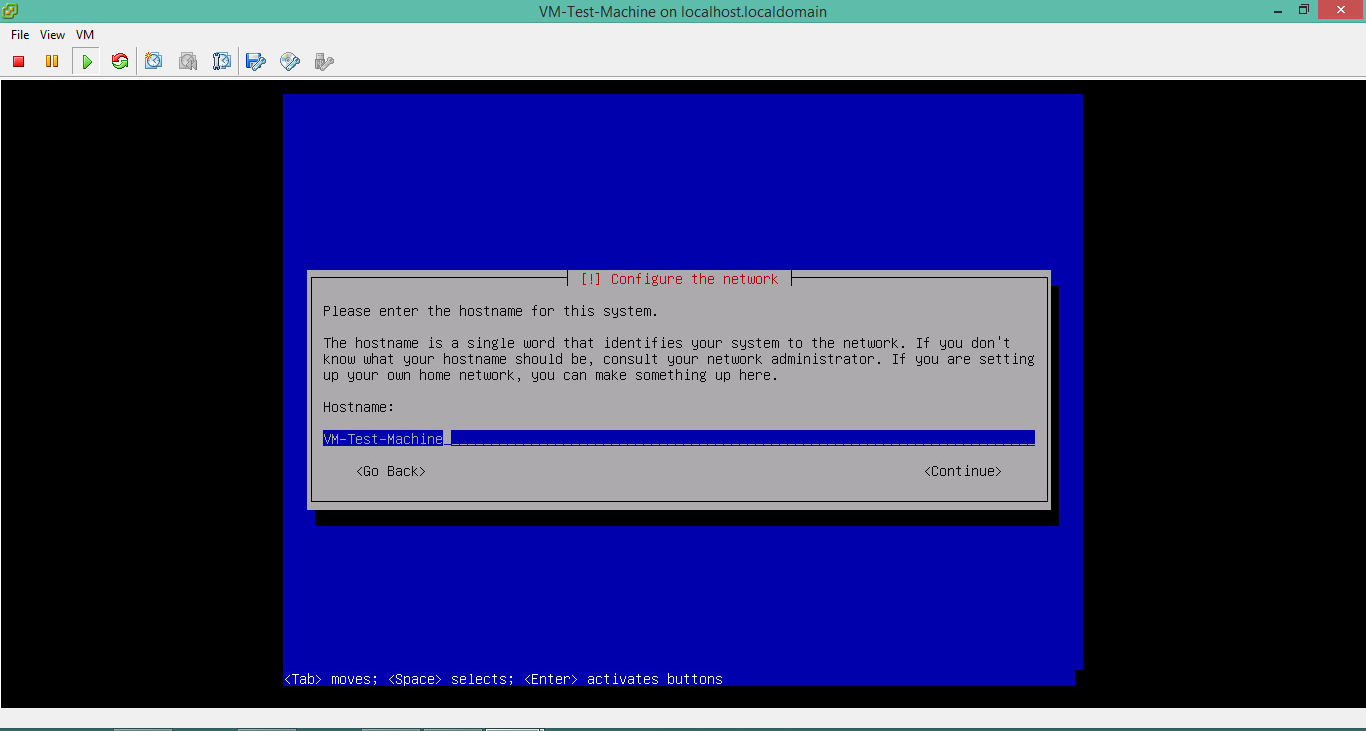 VM-Test-Machine on localhost.localdomain
File View VM
[!] Configure the network
Please enter the hostname for this system.
The hostname is a single word that identifies your system to the network. If you don't
know what your hostname should be, consult your network administrator. If you are setting
up your own home network, you can make something up here.
Hostname:
VM-Test-Machine
<Go Back> <Continue>
<Tab> moves; <Space> selects; <Enter> activates buttons